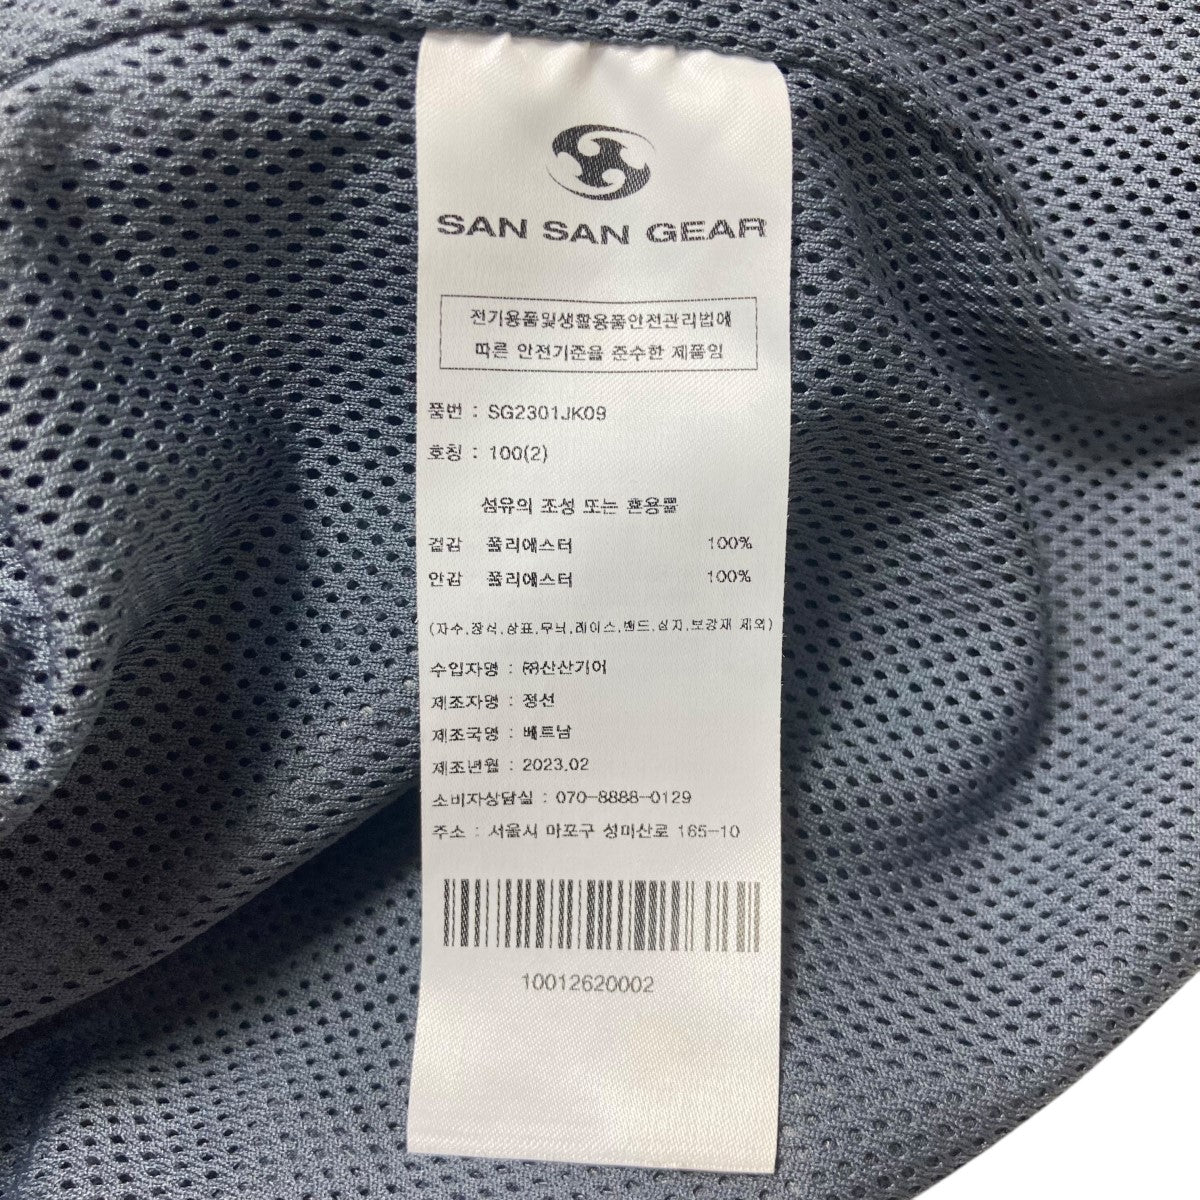 SAN SAN GEAR
전기용품및생활용품안전관리법에
따른 안전기준을 준수한 제품임
품번 : SG2301JK09
호칭 : 100(2)
섬유의 조성 또는 혼용률
겉감 폴리에스터 100%
안감 폴리에스터 100%
(자수,장식,상표,무늬,레이스,밴드,심지,보강재 제외)
수입자명 : ㈜산산기어
제조자명 : 정선
제조국명 : 베트남
제조년월 : 2023.02
소비자상담실 : 070-8888-0129
주소 : 서울시 마포구 성미산로 165-10
10012620002